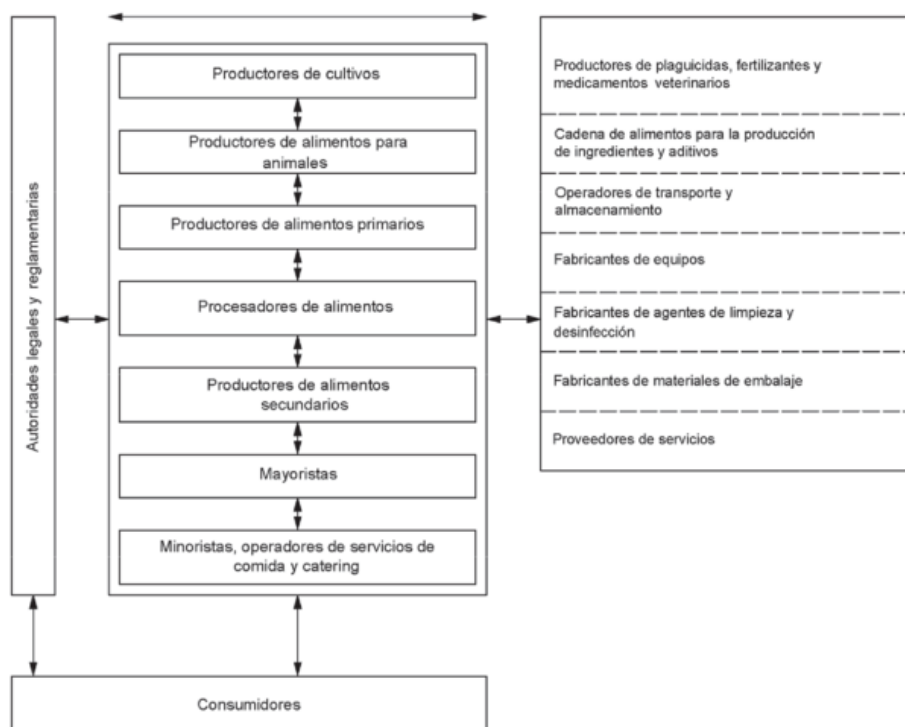 Autoridades legales y reglamentarias
Productores de cultivos
Productores de alimentos para
animales
Productores de alimentos primarios
Procesadores de alimentos
Productores de alimentos
secundarios
Mayoristas
Minoristas, operadores de servicios de
comida y catering
Productores de plaguicidas, fertilizantes y
medicamentos veterinarios
Cadena de alimentos para la producción
de ingredientes y aditivos
Operadores de transporte y
almacenamiento
Fabricantes de equipos
Fabricantes de agentes de limpieza y
desinfección
Fabricantes de materiales de embalaje
Proveedores de servicios
Consumidores